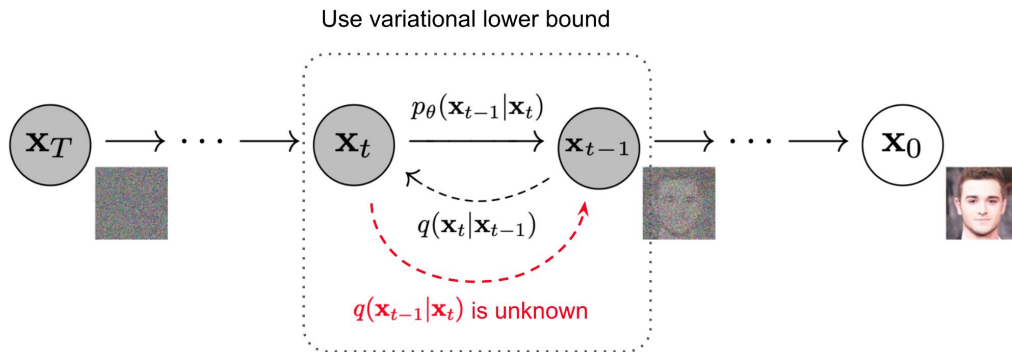 Use variational lower bound
x_T → ⋯ → x_t p_θ(x_{t−1}|x_t) x_{t−1} → ⋯ → x_0
q(x_t|x_{t−1})
q(x_{t−1}|x_t) is unknown